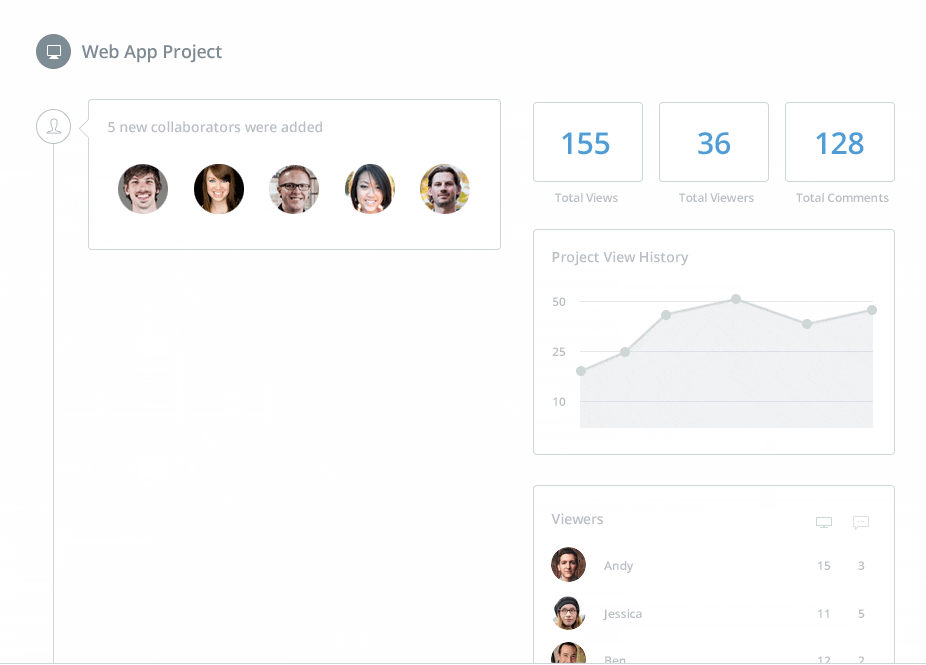 Web App Project
5 new collaborators were added
155
36
128
Total Views
Total Viewers
Total Comments
Project View History
50
25
10
Viewers
Andy 15 3
Jessica 11 5
Ben 12 2